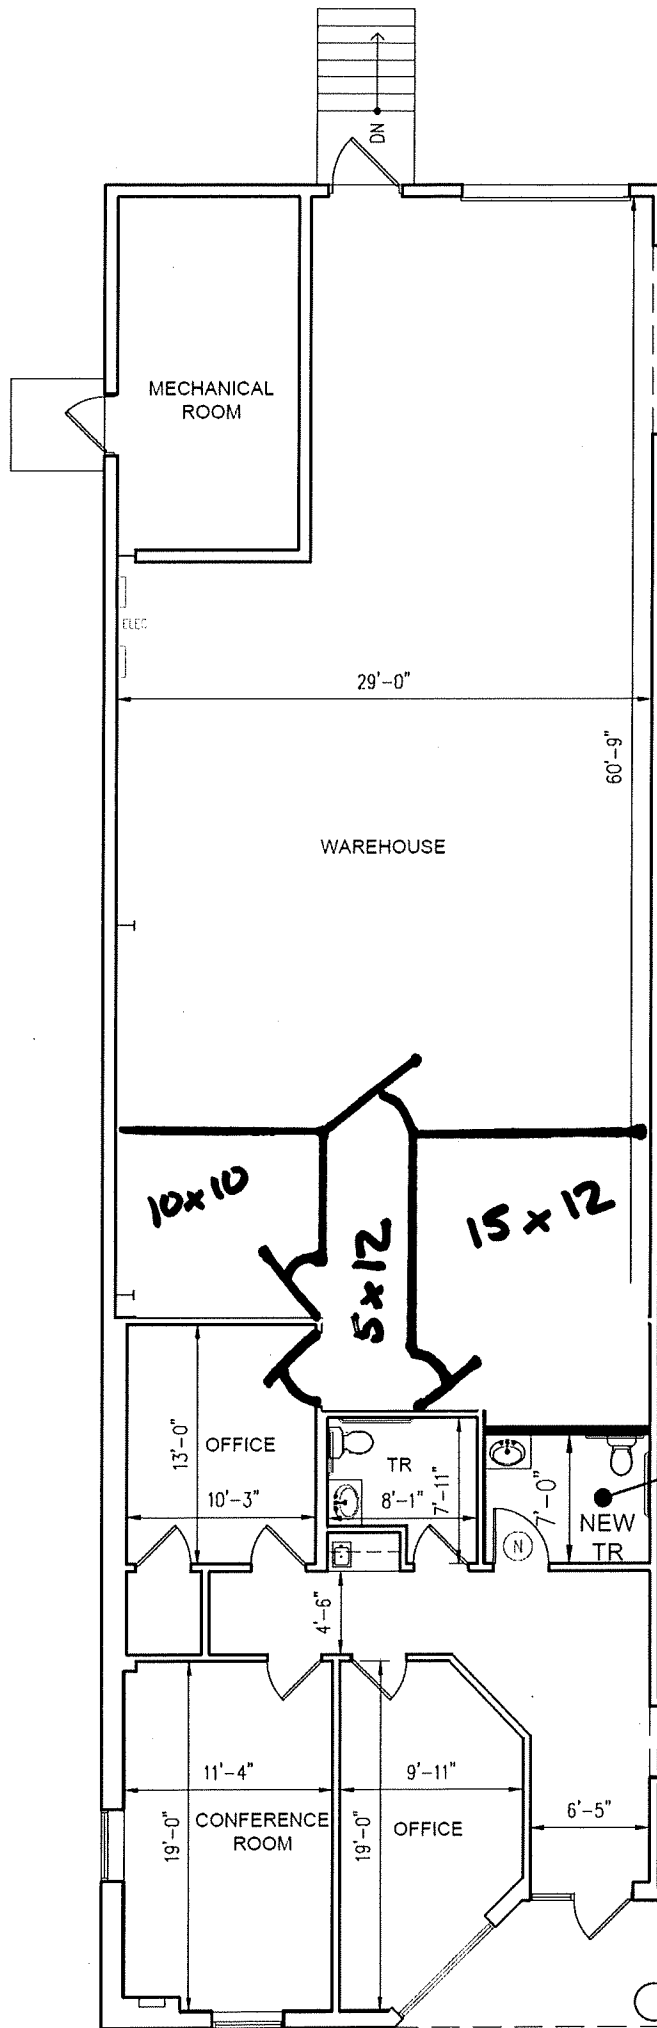 DN
MECHANICAL
ROOM
ELEC
29'-0"
60'-9"
WAREHOUSE
10x10
5x12
15x12
13'-0"
OFFICE
10'-3"
TR
8'-1"
7'-11"
7'-0"
NEW
TR
N
4'-6"
11'-4"
19'-0"
CONFERENCE
ROOM
9'-11"
19'-0"
OFFICE
6'-5"